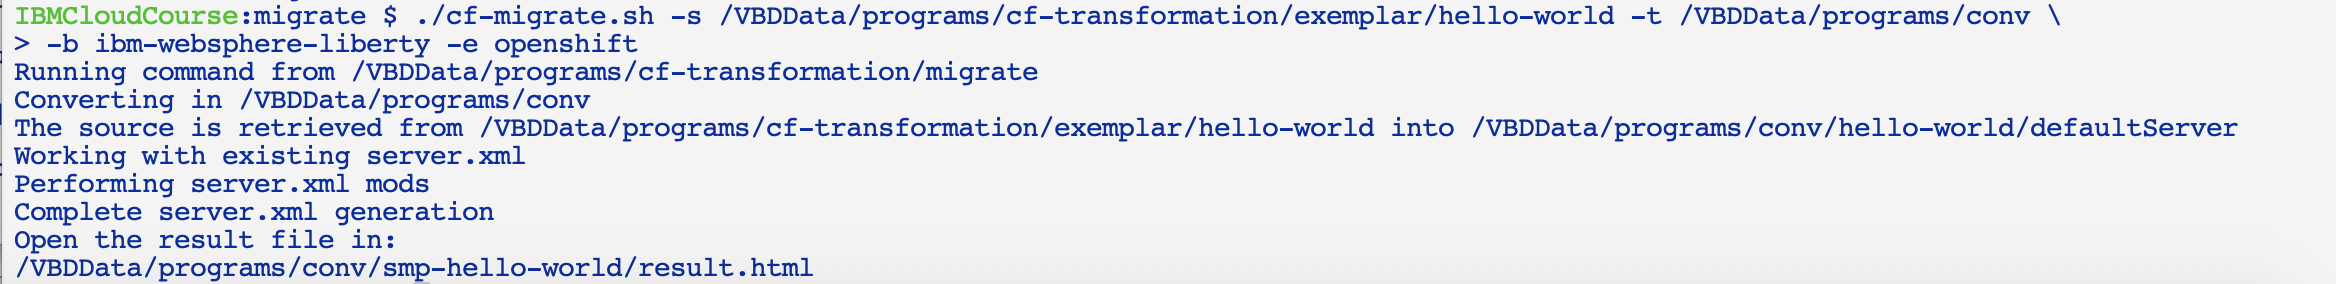 IBMCloudCourse:migrate $ ./cf-migrate.sh -s /VBDData/programs/cf-transformation/exemplar/hello-world -t /VBDData/programs/conv \
> -b ibm-websphere-liberty -e openshift
Running command from /VBDData/programs/cf-transformation/migrate
Converting in /VBDData/programs/conv
The source is retrieved from /VBDData/programs/cf-transformation/exemplar/hello-world into /VBDData/programs/conv/hello-world/defaultServer
Working with existing server.xml
Performing server.xml mods
Complete server.xml generation
Open the result file in:
/VBDData/programs/conv/smp-hello-world/result.html